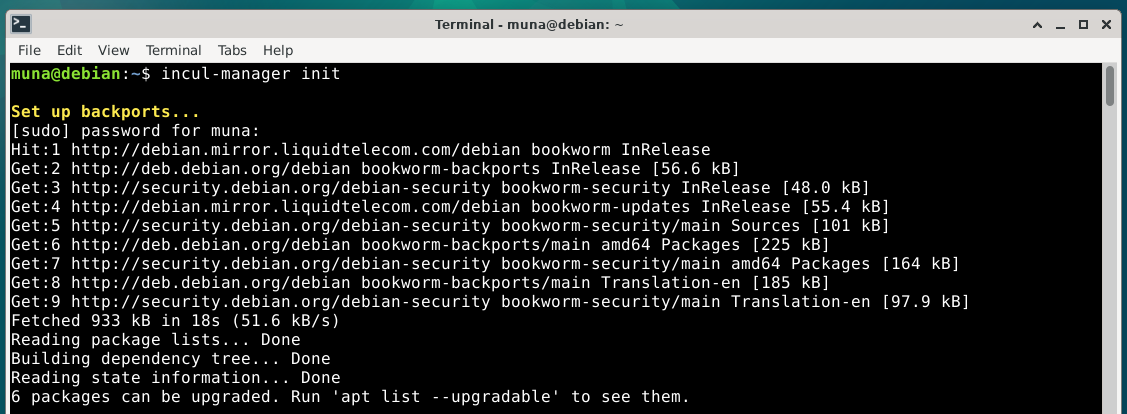 Terminal - muna@debian: ~
File Edit View Terminal Tabs Help
muna@debian:~$ incul-manager init
Set up backports...
[sudo] password for muna:
Hit:1 http://debian.mirror.liquidtelecom.com/debian bookworm InRelease
Get:2 http://deb.debian.org/debian bookworm-backports InRelease [56.6 kB]
Get:3 http://security.debian.org/debian-security bookworm-security InRelease [48.0 kB]
Get:4 http://debian.mirror.liquidtelecom.com/debian bookworm-updates InRelease [55.4 kB]
Get:5 http://security.debian.org/debian-security bookworm-security/main Sources [101 kB]
Get:6 http://deb.debian.org/debian bookworm-backports/main amd64 Packages [225 kB]
Get:7 http://security.debian.org/debian-security bookworm-security/main amd64 Packages [164 kB]
Get:8 http://deb.debian.org/debian bookworm-backports/main Translation-en [185 kB]
Get:9 http://security.debian.org/debian-security bookworm-security/main Translation-en [97.9 kB]
Fetched 933 kB in 18s (51.6 kB/s)
Reading package lists... Done
Building dependency tree... Done
Reading state information... Done
6 packages can be upgraded. Run 'apt list --upgradable' to see them.